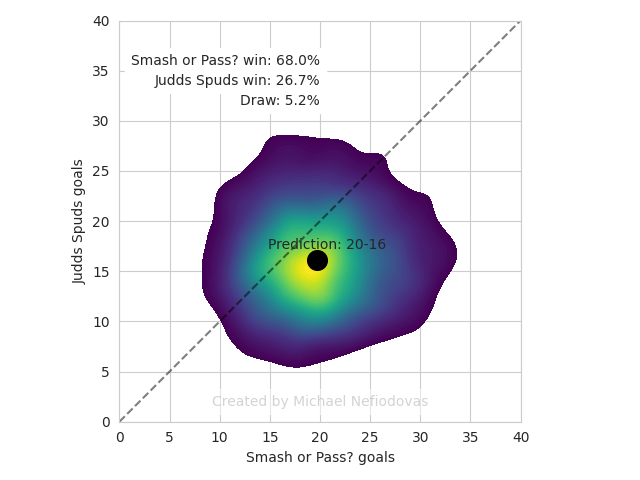 Smash or Pass? win: 68.0%
Judds Spuds win: 26.7%
Draw: 5.2%
Prediction: 20-16
Created by Michael Nefiodovas
Judds Spuds goals
40
35
30
25
20
15
10
5
0
0 5 10 15 20 25 30 35 40
Smash or Pass? goals